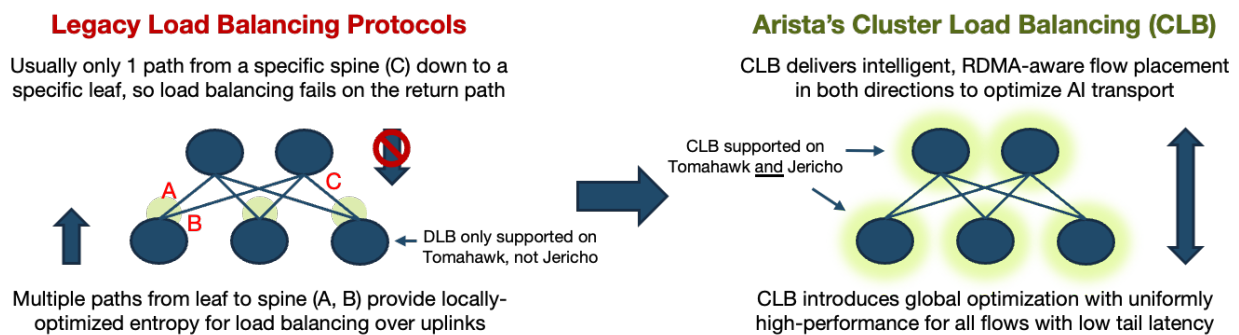 Legacy Load Balancing Protocols
Usually only 1 path from a specific spine (C) down to a
specific leaf, so load balancing fails on the return path
A
B
C
DLB only supported on
Tomahawk, not Jericho
Multiple paths from leaf to spine (A, B) provide locally-
optimized entropy for load balancing over uplinks
Arista's Cluster Load Balancing (CLB)
CLB delivers intelligent, RDMA-aware flow placement
in both directions to optimize AI transport
CLB supported on
Tomahawk and Jericho
CLB introduces global optimization with uniformly
high-performance for all flows with low tail latency